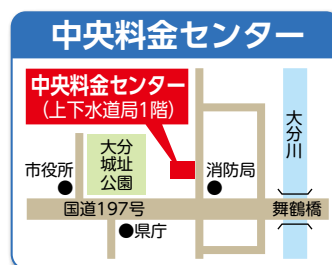 中央料金センター
中央料金センター
(上下水道局1階)
大分
城址
公園
市役所
消防局
大分川
国道197号
舞鶴橋
県庁